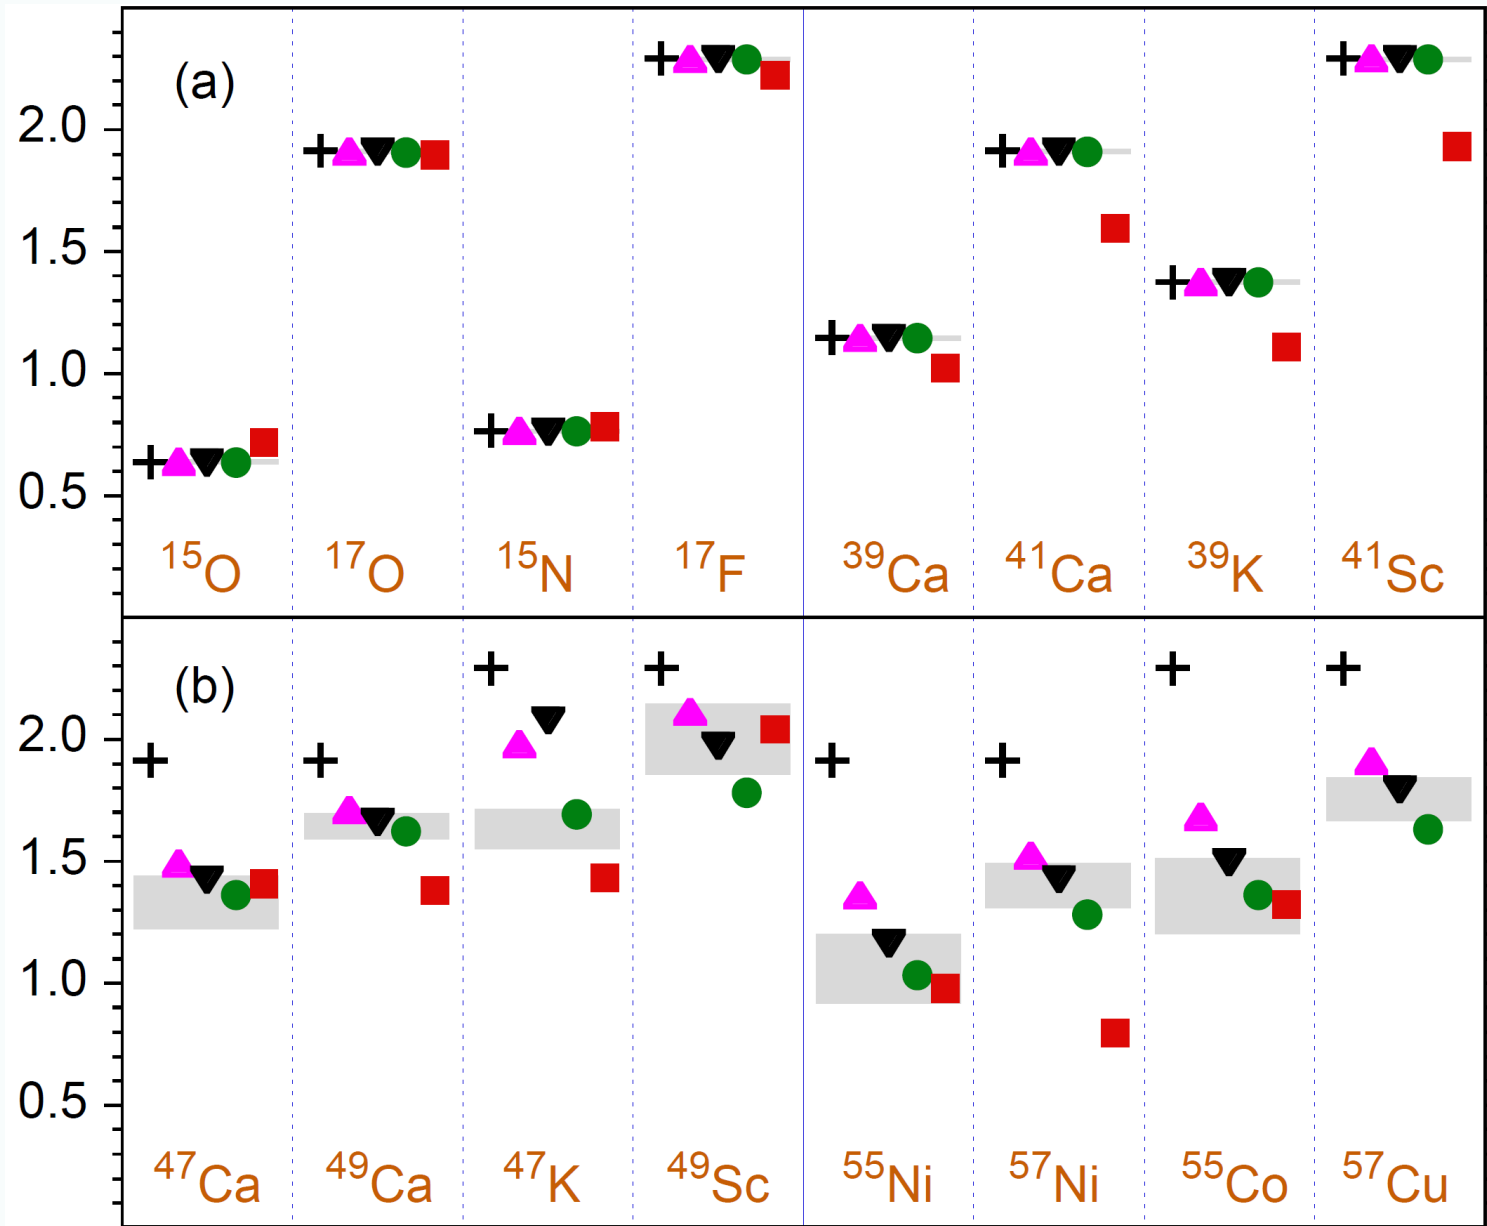 (a)
2.0
1.5
1.0
0.5
¹⁵O ¹⁷O ¹⁵N ¹⁷F ³⁹Ca ⁴¹Ca ³⁹K ⁴¹Sc
(b)
2.0
1.5
1.0
0.5
⁴⁷Ca ⁴⁹Ca ⁴⁷K ⁴⁹Sc ⁵⁵Ni ⁵⁷Ni ⁵⁵Co ⁵⁷Cu